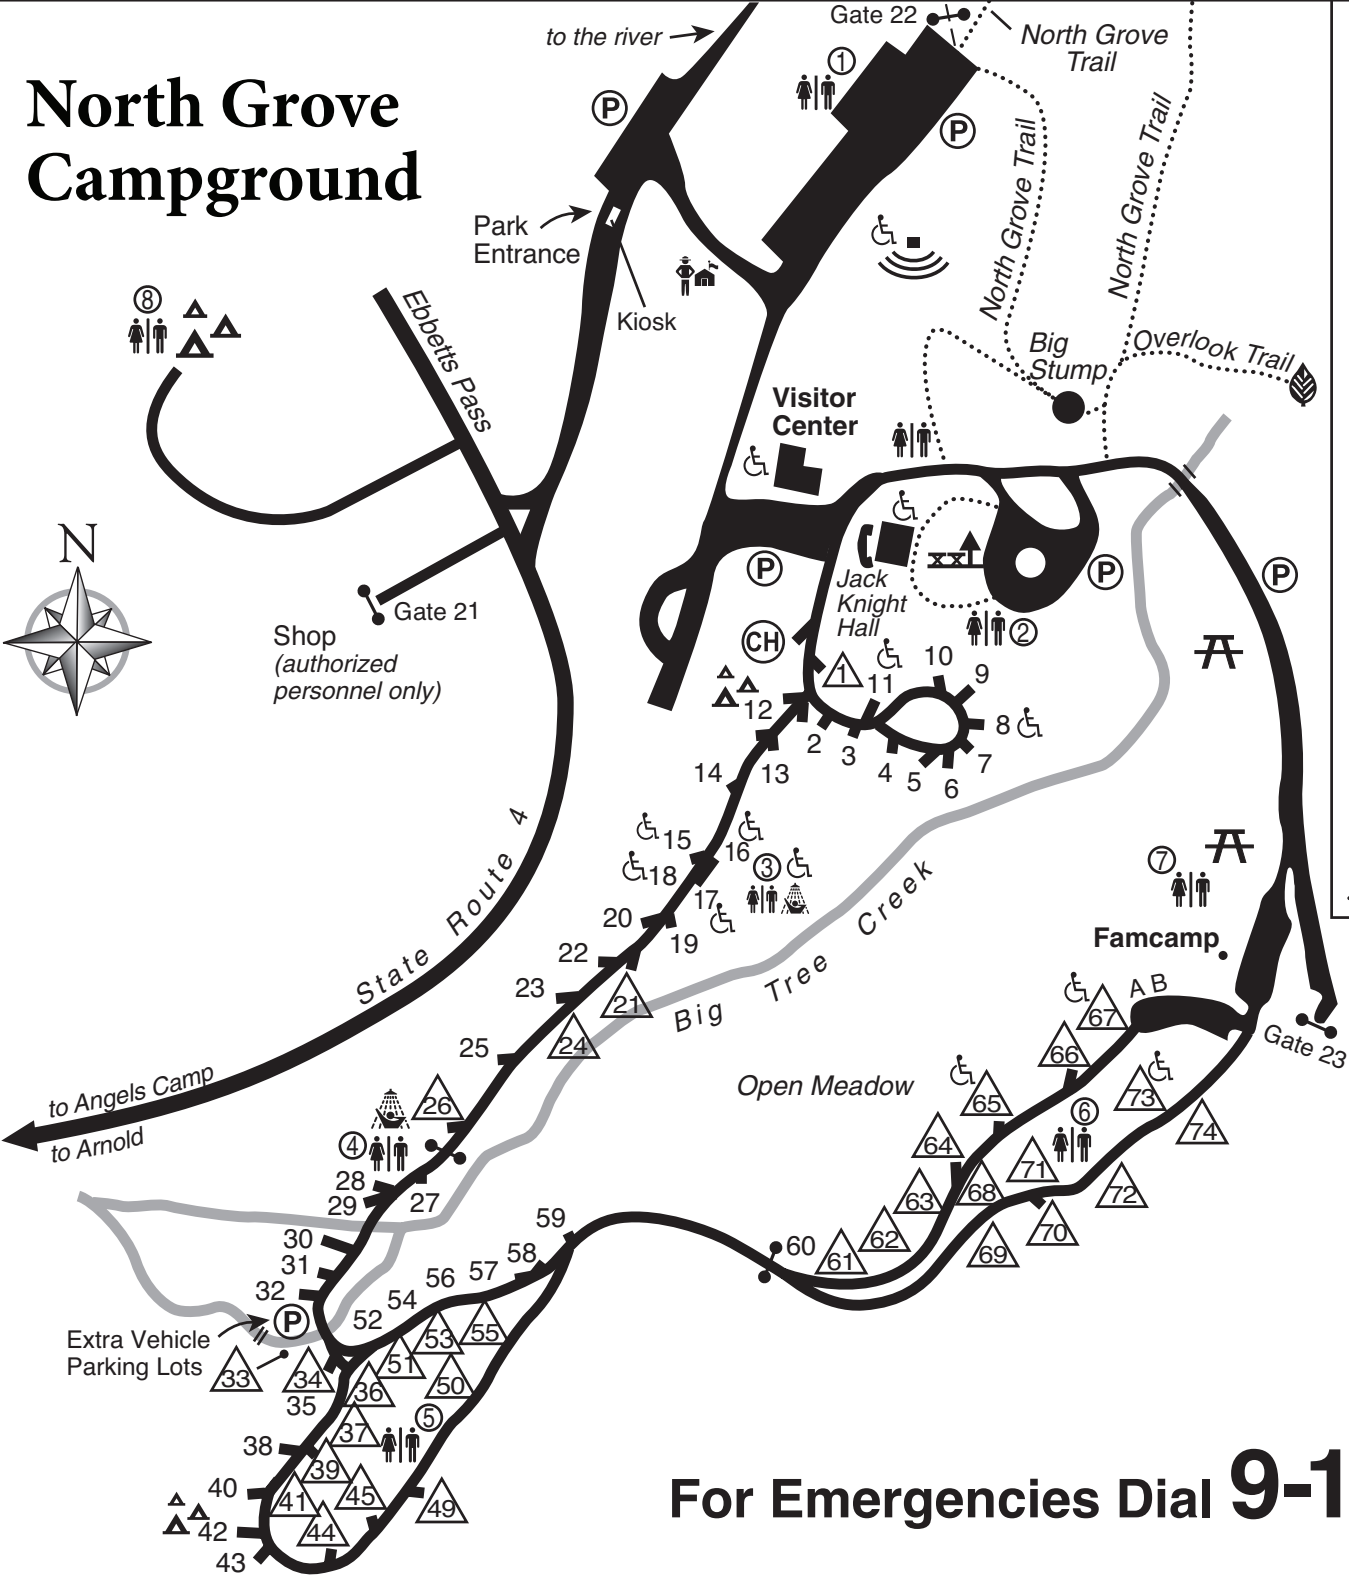 North Grove
Campground
to the river
Gate 22
North Grove
Trail
1
P
P
North Grove Trail
North Grove Trail
Park
Entrance
Kiosk
8
Ebbetts Pass
Big
Stump
Overlook Trail
Visitor
Center
N
Gate 21
Shop
(authorized
personnel only)
P
Jack
Knight
Hall
P
P
CH
2
1
11
10
9
8
7
6
5
4
3
2
12
13
14
15
16
3
18
17
20
19
22
21
23
24
25
26
4
28
29
27
30
31
32
State Route 4
Big Tree Creek
to Angels Camp
to Arnold
7
Famcamp
A B
Gate 23
67
66
65
64
63
62
61
60
59
58
57
56
54
52
Open Meadow
6
73
74
71
72
68
70
69
P
Extra Vehicle
Parking Lots
33
34
35
36
51
53
55
50
37
5
38
39
40
41
45
49
42
44
43
For Emergencies Dial 9-1